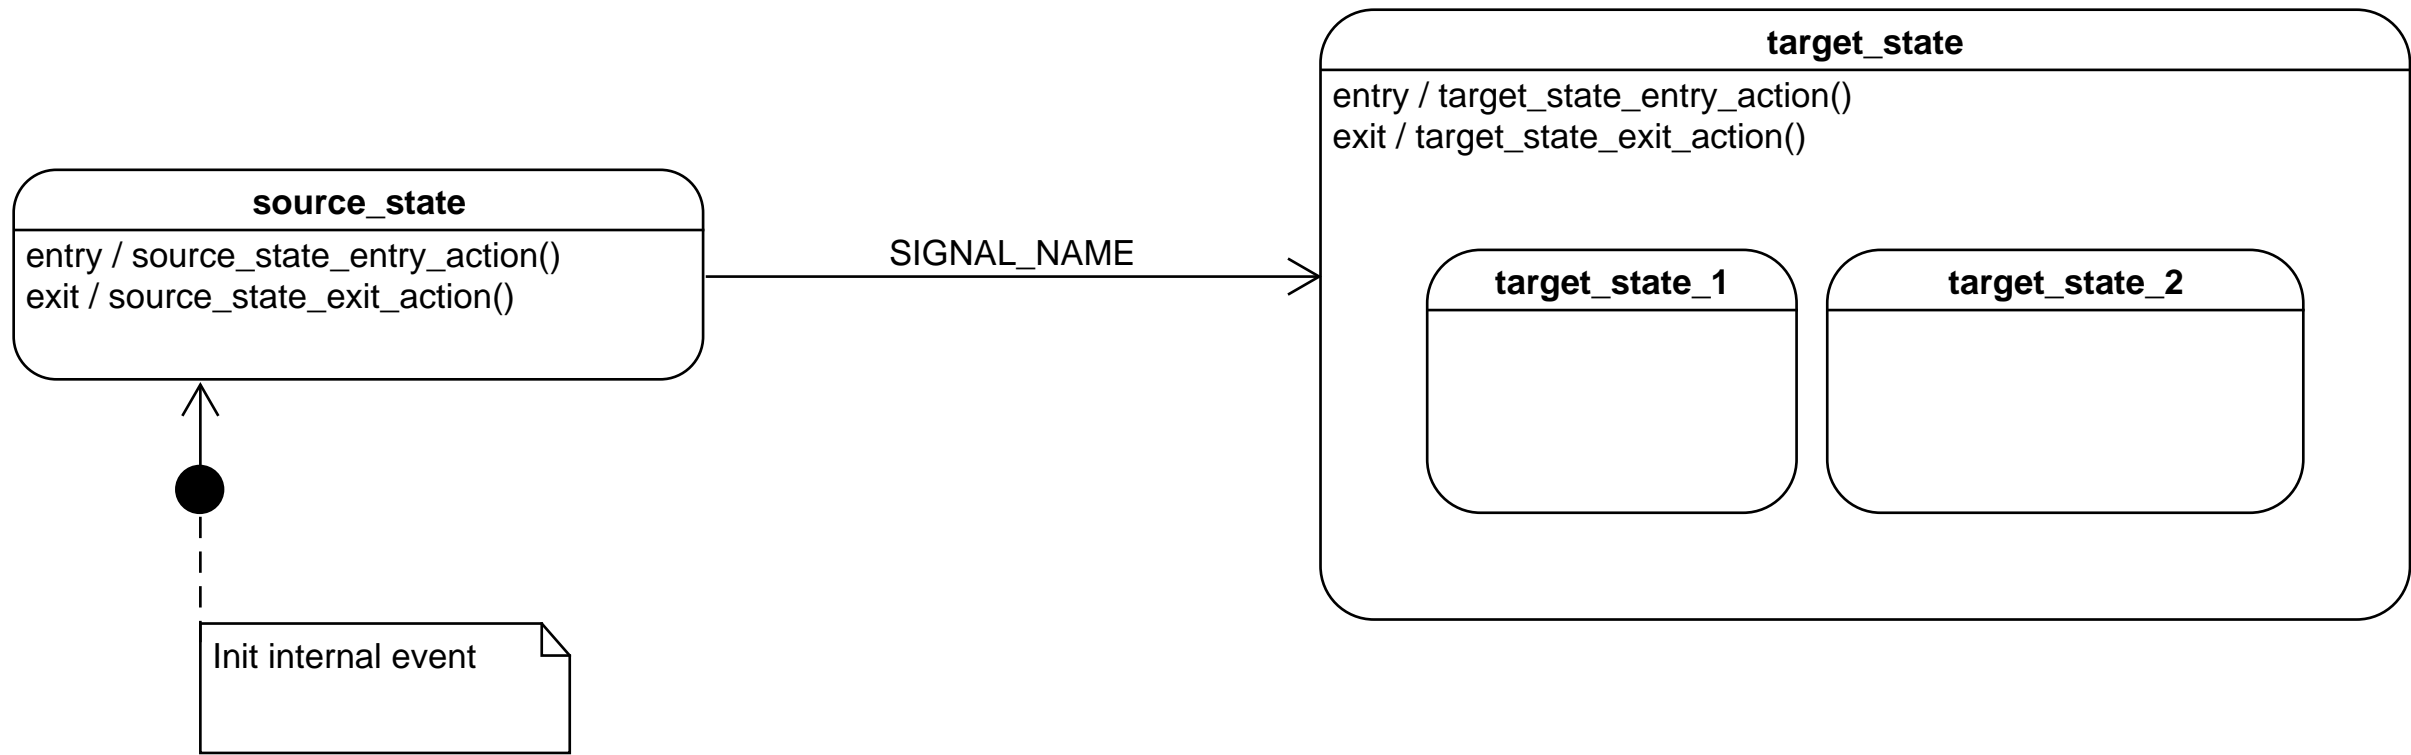 target_state
entry / target_state_entry_action()
exit / target_state_exit_action()
source_state
entry / source_state_entry_action()
exit / source_state_exit_action()
SIGNAL_NAME
target_state_1
target_state_2
Init internal event